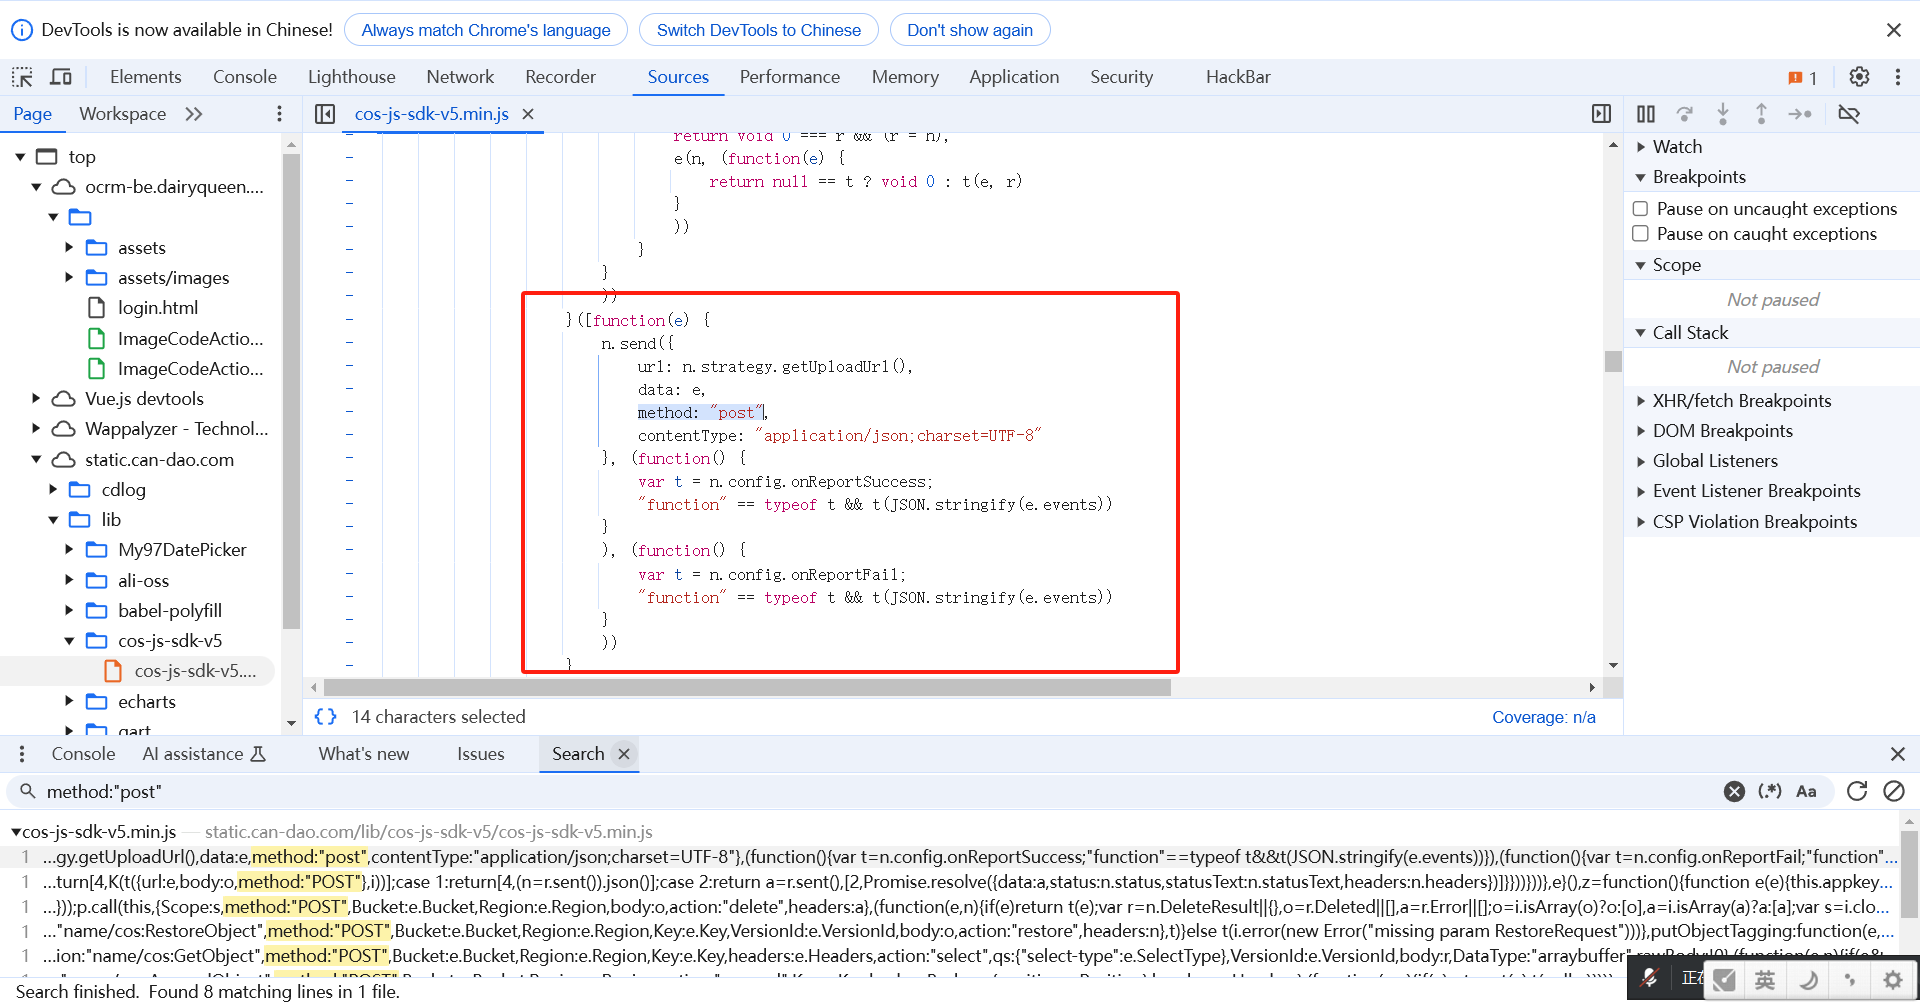 DevTools is now available in Chinese! Always match Chrome's language Switch DevTools to Chinese Don't show again
Elements Console Lighthouse Network Recorder Sources Performance Memory Application Security HackBar 1
Page Workspace
cos-js-sdk-v5.min.js
top
ocrm-be.dairyqueen....
assets
assets/images
login.html
ImageCodeActio...
ImageCodeActio...
Vue.js devtools
Wappalyzer - Technol...
static.can-dao.com
cdlog
lib
My97DatePicker
ali-oss
babel-polyfill
cos-js-sdk-v5
cos-js-sdk-v5....
echarts
return void 0 === r && (r = n),
e(n, (function(e) {
return null == t ? void 0 : t(e, r)
}
))
}
}
))
}([function(e) {
n.send({
url: n.strategy.getUploadUrl(),
data: e,
method: "post",
contentType: "application/json;charset=UTF-8"
}, (function() {
var t = n.config.onReportSuccess;
"function" == typeof t && t(JSON.stringify(e.events))
}
), (function() {
var t = n.config.onReportFail;
"function" == typeof t && t(JSON.stringify(e.events))
}
))
}
{} 14 characters selected Coverage: n/a
Watch
Breakpoints
Pause on uncaught exceptions
Pause on caught exceptions
Scope
Not paused
Call Stack
Not paused
XHR/fetch Breakpoints
DOM Breakpoints
Global Listeners
Event Listener Breakpoints
CSP Violation Breakpoints
Console AI assistance What's new Issues Search
method:"post" (.*) Aa
cos-js-sdk-v5.min.js — static.can-dao.com/lib/cos-js-sdk-v5/cos-js-sdk-v5.min.js
1 ...gy.getUploadUrl(),data:e,method:"post",contentType:"application/json;charset=UTF-8"},(function(){var t=n.config.onReportSuccess;"function"==typeof t&&t(JSON.stringify(e.events))}),(function(){var t=n.config.onReportFail;"function"...
1 ...turn[4,K(t({url:e,body:o,method:"POST"},i))];case 1:return[4,(n=r.sent()).json()];case 2:return a=r.sent(),[2,Promise.resolve({data:a,status:n.status,statusText:n.statusText,headers:n.headers})]}}))}))},e}(),z=function(){function e(e){this.appkey...
1 ...}));p.call(this,{Scope:s,method:"POST",Bucket:e.Bucket,Region:e.Region,body:o,action:"delete",headers:a},(function(e,n){if(e)return t(e);var r=n.DeleteResult||{},o=r.Deleted||[],a=r.Error||[];o=i.isArray(o)?o:[o],a=i.isArray(a)?a:[a];var s=i.clo...
1 ..."name/cos:RestoreObject",method:"POST",Bucket:e.Bucket,Region:e.Region,Key:e.Key,VersionId:e.VersionId,body:o,action:"restore",headers:n},t)}else t(i.error(new Error("missing param RestoreRequest")))},putObjectTagging:function(e,...
1 ...ion:"name/cos:GetObject",method:"POST",Bucket:e.Bucket,Region:e.Region,Key:e.Key,headers:e.Headers,action:"select",qs:{"select-type":e.SelectType},VersionId:e.VersionId,body:r,DataType:"arraybuffer"
Search finished. Found 8 matching lines in 1 file.
正在 英